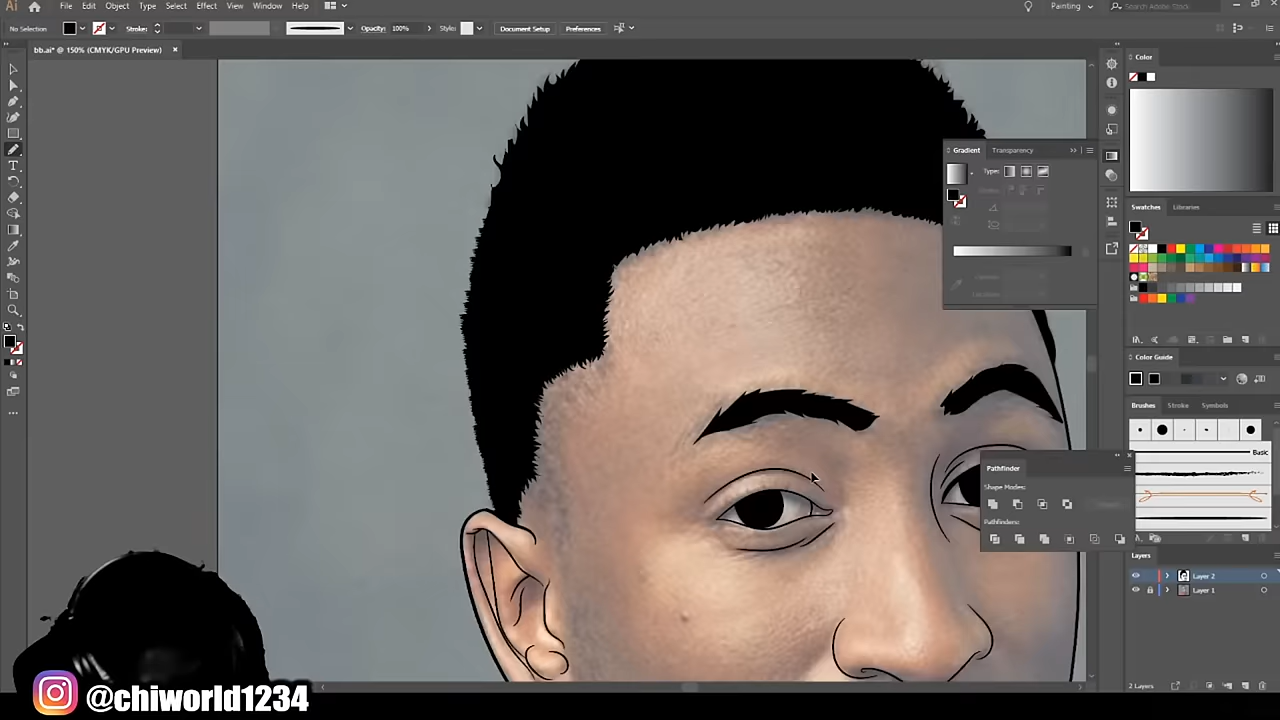 Ai File Edit Object Type Select Effect View Window Help Painting Search Adobe Stock
No Selection Stroke: Opacity: 100% Style: Document Setup Preferences
bb.ai* @ 150% (CMYK/GPU Preview)
Color
Gradient Transparency
Type:
Swatches Libraries
Color Guide
Brushes Stroke Symbols
Basic
Pathfinder
Shape Modes:
Pathfinders:
Layers
Layer 2
Layer 1
2 Layers
@chiworld1234